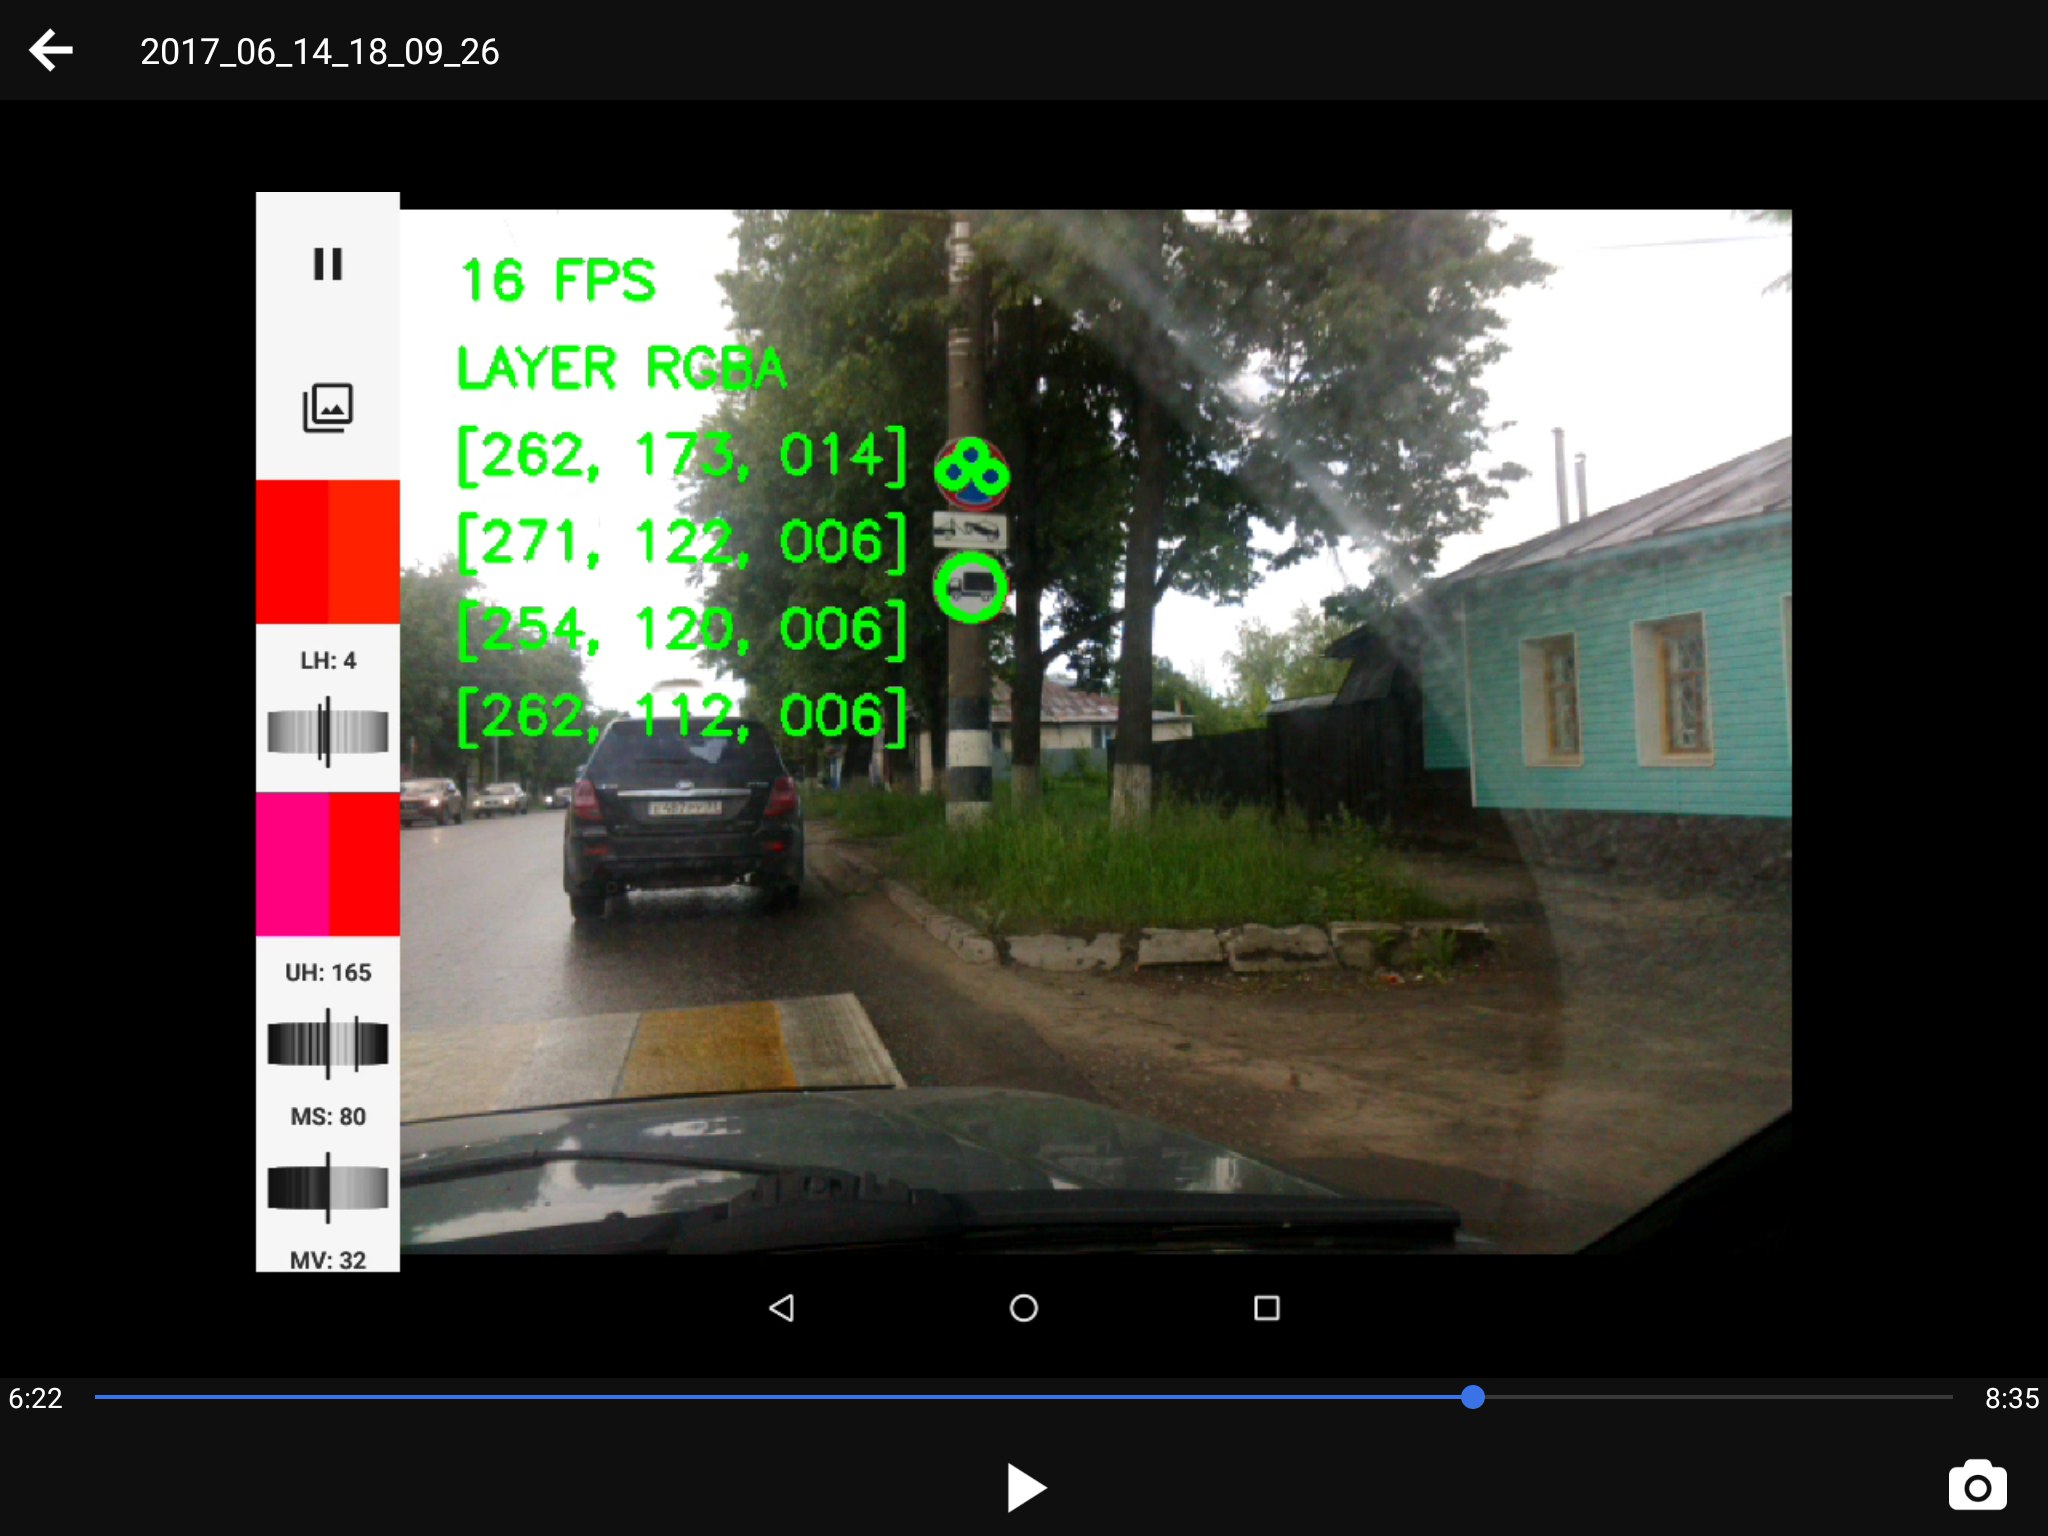 2017_06_14_18_09_26
16 FPS
LAYER RGBA
[262, 173, 014]
[271, 122, 006]
[254, 120, 006]
[262, 112, 006]
LH: 4
UH: 165
MS: 80
MV: 32
6:22
8:35